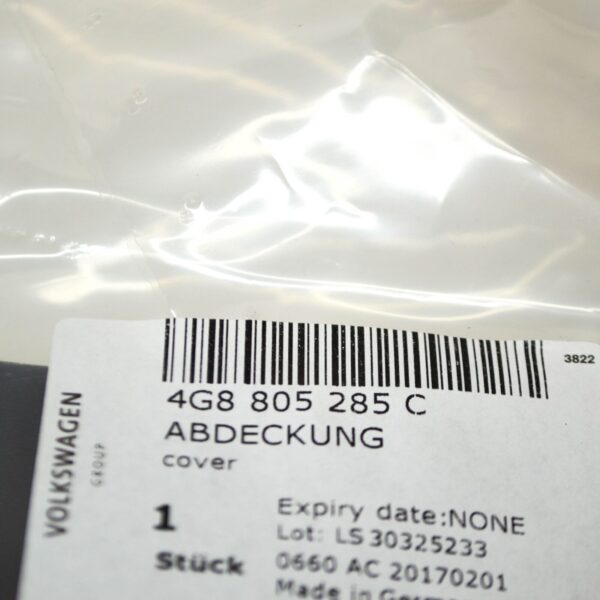 3822
4G8 805 285 C
ABDECKUNG
cover
VOLKSWAGEN
GROUP
1
Stück
Expiry date:NONE
Lot: LS 30325233
0660 AC 20170201
Made in